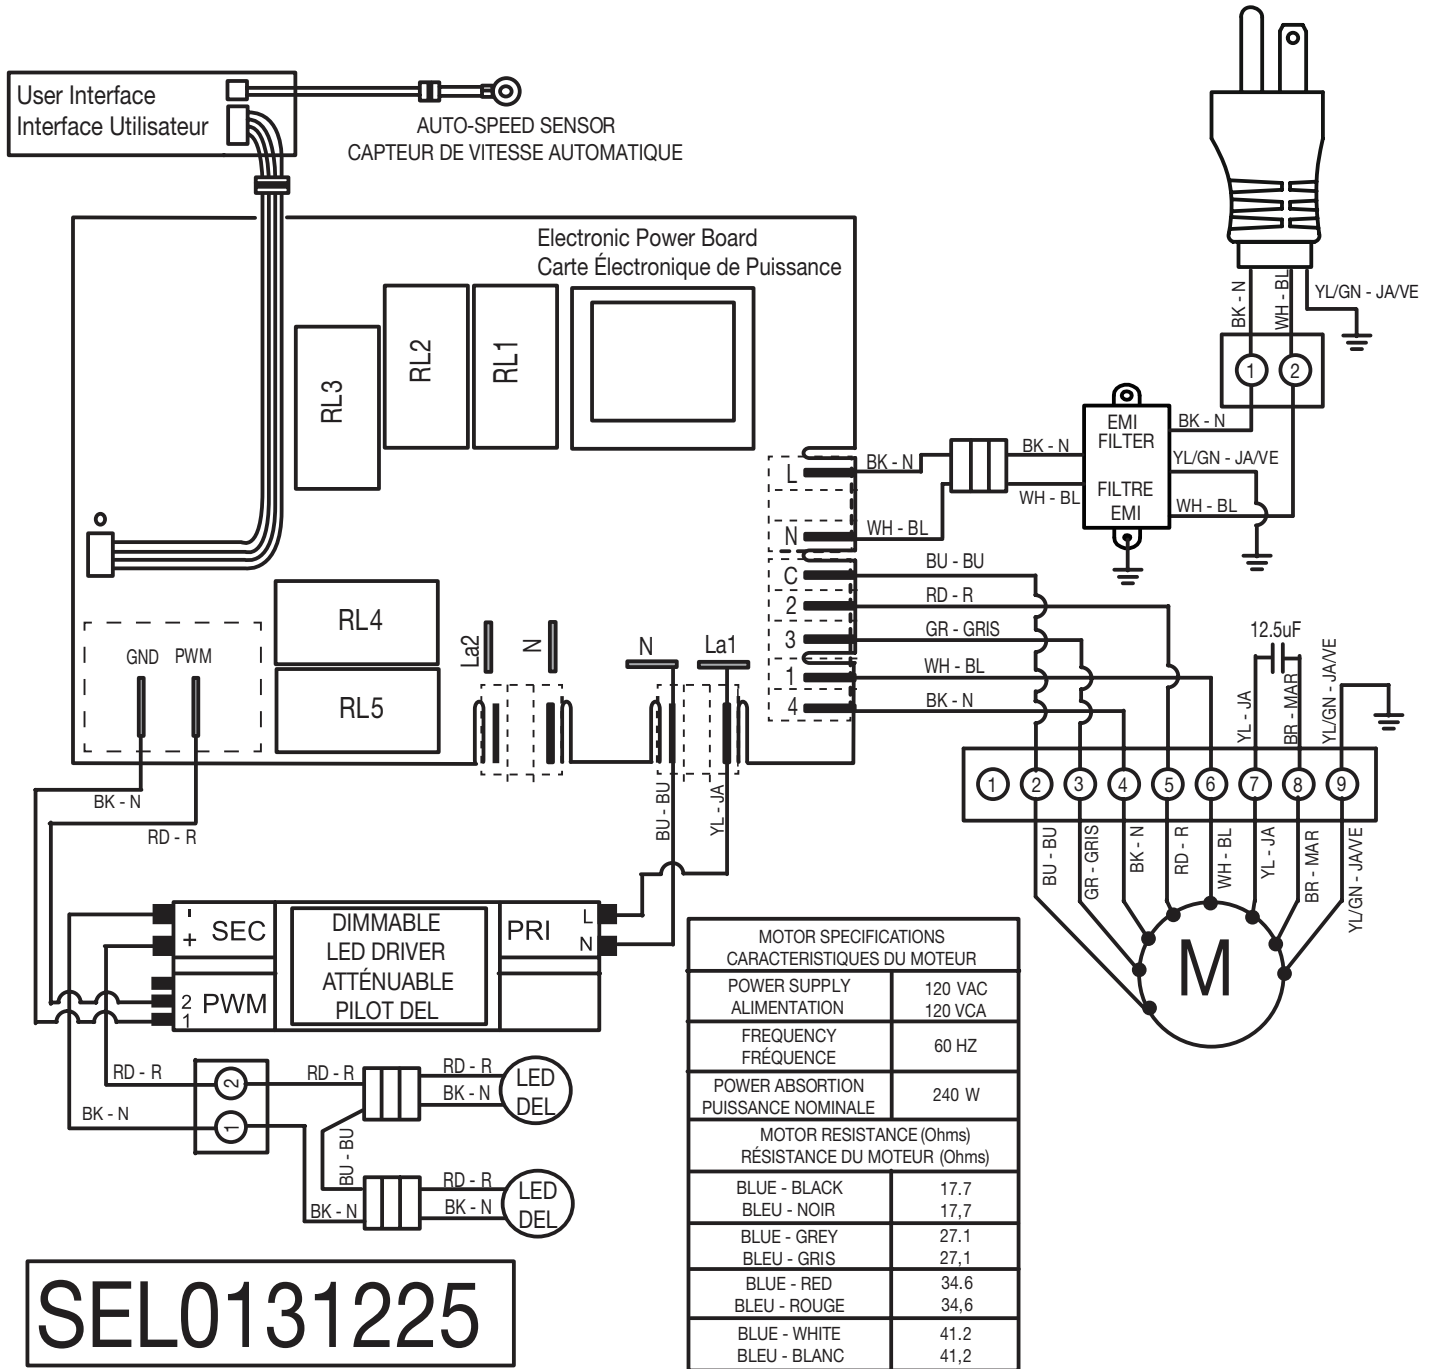 User Interface
Interface Utilisateur
AUTO-SPEED SENSOR
CAPTEUR DE VITESSE AUTOMATIQUE
Electronic Power Board
Carte Électronique de Puissance
RL3
RL2
RL1
RL4
RL5
GND PWM
La2
N
N
La1
L
N
C
2
3
1
4
BK - N
WH - BL
YL/GN - JA/VE
1 2
BK - N
YL/GN - JA/VE
WH - BL
EMI
FILTER
FILTRE
EMI
BK - N
WH - BL
BK - N
WH - BL
BU - BU
RD - R
GR - GRIS
WH - BL
BK - N
12.5uF
YL - JA
BR - MAR
YL/GN - JA/VE
1 2 3 4 5 6 7 8 9
BU - BU
GR - GRIS
BK - N
RD - R
WH - BL
YL - JA
BR - MAR
YL/GN - JA/VE
M
BK - N
RD - R
BU - BU
YL - JA
-
+
SEC
2
1
PWM
DIMMABLE
LED DRIVER
ATTÉNUABLE
PILOT DEL
PRI
L
N
RD - R
BK - N
2
1
RD - R
BU - BU
BK - N
RD - R
BK - N
LED
DEL
RD - R
BK - N
LED
DEL
MOTOR SPECIFICATIONS
CARACTERISTIQUES DU MOTEUR
POWER SUPPLY 120 VAC
ALIMENTATION 120 VCA
FREQUENCY
FRÉQUENCE
60 HZ
POWER ABSORTION
PUISSANCE NOMINALE
240 W
MOTOR RESISTANCE (Ohms)
RÉSISTANCE DU MOTEUR (Ohms)
BLUE - BLACK 17.7
BLEU - NOIR 17,7
BLUE - GREY 27.1
BLEU - GRIS 27,1
BLUE - RED 34.6
BLEU - ROUGE 34,6
BLUE - WHITE 41.2
BLEU - BLANC 41,2
SEL0131225